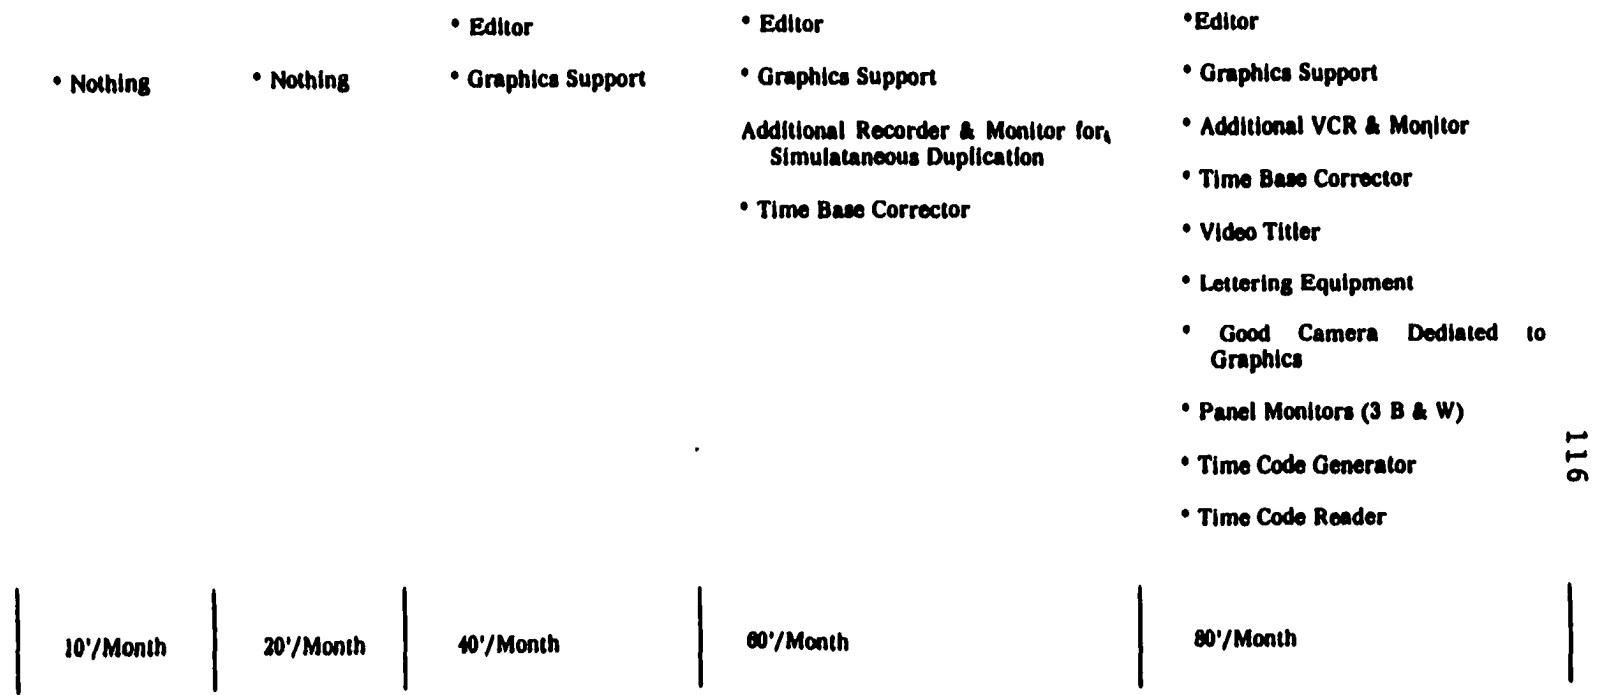 • Nothing
• Nothing
• Editor
• Graphics Support
• Editor
• Graphics Support
Additional Recorder & Monitor for
Simulataneous Duplication
• Time Base Corrector
•Editor
• Graphics Support
• Additional VCR & Monitor
• Time Base Corrector
• Video Titler
• Lettering Equipment
• Good Camera Dediated to
Graphics
• Panel Monitors (3 B & W)
• Time Code Generator
• Time Code Reader
116
10'/Month
20'/Month
40'/Month
60'/Month
80'/Month